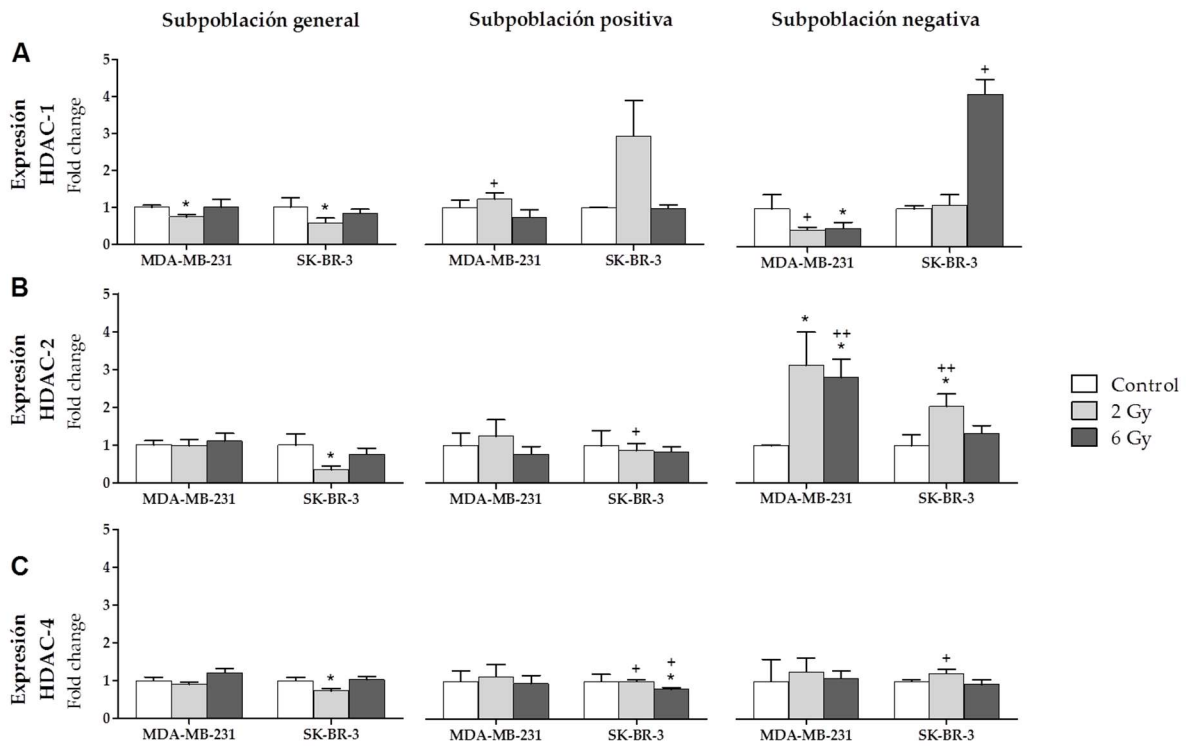 Subpoblación general
Subpoblación positiva
Subpoblación negativa
A
Expresión
HDAC-1
Fold change
5
4
3
2
1
0
*
*
MDA-MB-231
SK-BR-3
+
MDA-MB-231
SK-BR-3
+
*
+
MDA-MB-231
SK-BR-3
B
Expresión
HDAC-2
Fold change
5
4
3
2
1
0
*
MDA-MB-231
SK-BR-3
+
MDA-MB-231
SK-BR-3
*
++
*
++
*
MDA-MB-231
SK-BR-3
Control
2 Gy
6 Gy
C
Expresión
HDAC-4
Fold change
5
4
3
2
1
0
*
MDA-MB-231
SK-BR-3
+
+
*
MDA-MB-231
SK-BR-3
+
MDA-MB-231
SK-BR-3